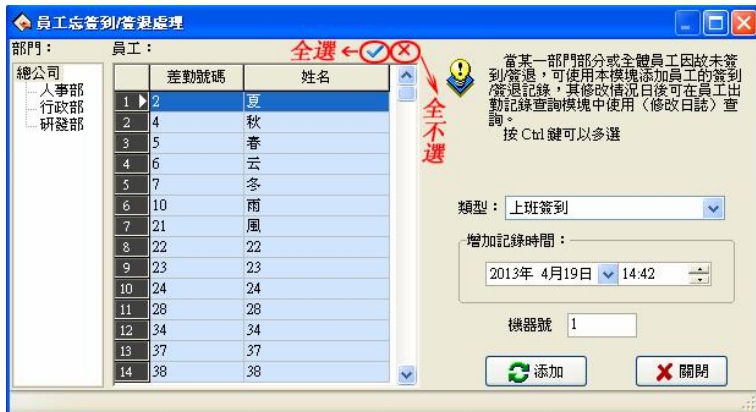 員工忘簽到/簽退處理
部門：
員工：
全選←
全不選
總公司
人事部
行政部
研發部
差勤號碼 姓名
1 2 夏
2 4 秋
3 5 春
4 6 云
5 7 冬
6 10 雨
7 21 風
8 22 22
9 23 23
10 24 24
11 28 28
12 34 34
13 37 37
14 38 38
當某一部門部分或全體員工因故未簽
到/簽退，可使用本模塊添加員工的簽到
/簽退記錄，其修改情況日後可在員工出
勤記錄查詢模塊中使用（修改日誌）查
詢。
按 Ctrl 鍵可以多選
類型：上班簽到
增加記錄時間：
2013年 4月19日 14:42
機器號 1
添加
關閉